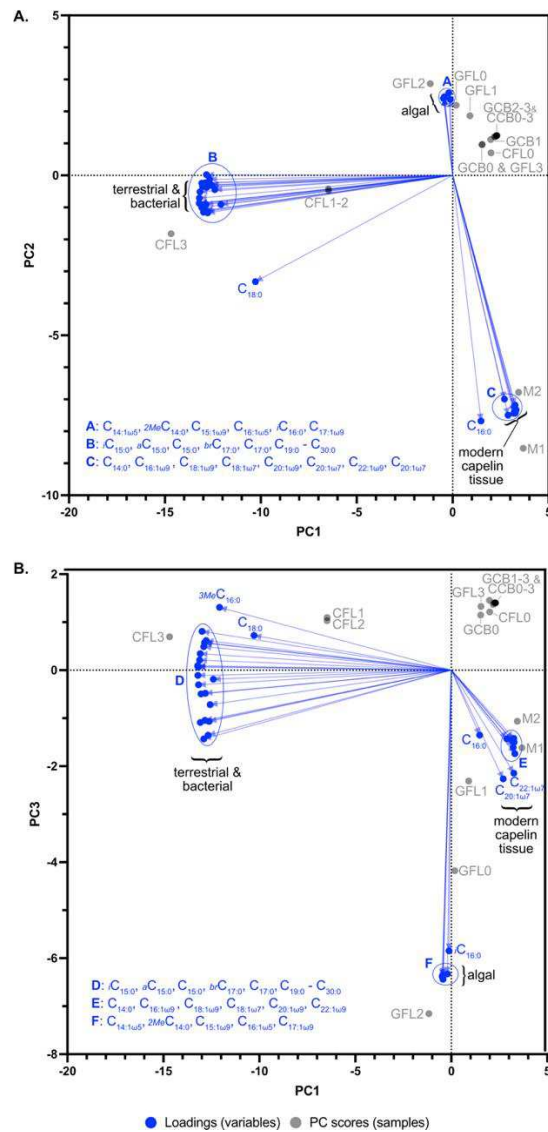 A.
5
0
-5
-10
-20
-15
-10
-5
0
5
PC2
PC1
GFL2
A
algal
GFL0
GFL1
GCB2-3&
CCB0-3
GCB1
CFL0
GCB0 & GFL3
B
terrestrial &
bacterial
CFL1-2
CFL3
C18:0
M2
C
C16:0
M1
modern
capelin
tissue
A: C14:1ω5, 2MeC14:0, C15:1ω9, C16:1ω5, iC16:0, C17:1ω9
B: iC15:0, aC15:0, C15:0, brC17:0, C17:0, C19:0 - C30:0
C: C14:0, C16:1ω9, C18:1ω9, C18:1ω7, C20:1ω9, C20:1ω7, C22:1ω9, C20:1ω7
B.
2
0
-2
-4
-6
-8
-20
-15
-10
-5
0
5
PC3
PC1
GCB1-3 &
CCB0-3
GFL3
CFL0
GCB0
3MeC16:0
CFL1
CFL2
C18:0
CFL3
D
terrestrial &
bacterial
M2
C16:0
M1
E
GFL1
C22:1ω7
C20:1ω7
modern
capelin
tissue
GFL0
iC16:0
F
algal
GFL2
D: iC15:0, aC15:0, C15:0, brC17:0, C17:0, C19:0 - C30:0
E: C14:0, C16:1ω9, C18:1ω9, C18:1ω7, C20:1ω9, C22:1ω9
F: C14:1ω5, 2MeC14:0, C15:1ω9, C16:1ω5, C17:1ω9
Loadings (variables)
PC scores (samples)